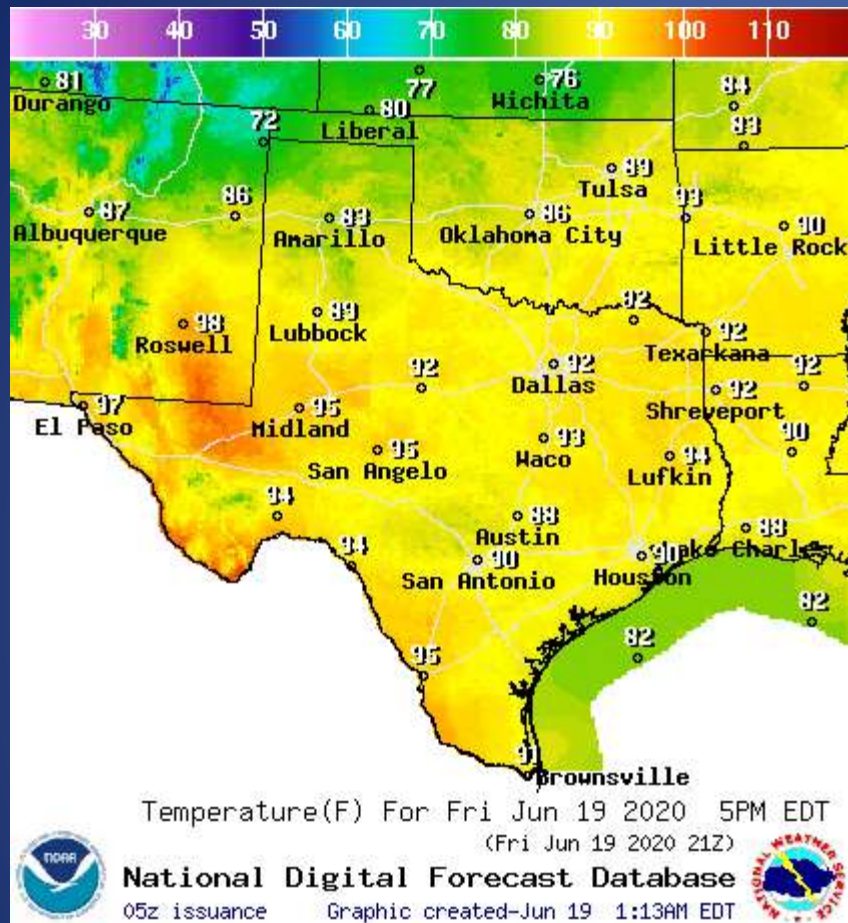 30 40 50 60 70 80 90 100 110
81
77
76
Durango
Wichita
84
80
Liberal
72
83
89
Tulsa
87
86
83
86
93
90
Albuquerque
Amarillo
Oklahoma City
Little Rock
98
89
92
Roswell
Lubbock
92
Texarkana
92
92
92
Dallas
92
Shreveport
97
95
El Paso
Midland
93
90
95
Waco
94
San Angelo
Lufkin
94
88
88
Austin
94
90
90
Lake Charles
San Antonio
Houston
82
82
95
91
Brownsville
Temperature(F) For Fri Jun 19 2020 5PM EDT
(Fri Jun 19 2020 21Z)
National Digital Forecast Database
05z issuance Graphic created-Jun 19 1:13AM EDT
NOAA
NATIONAL WEATHER SERVICE